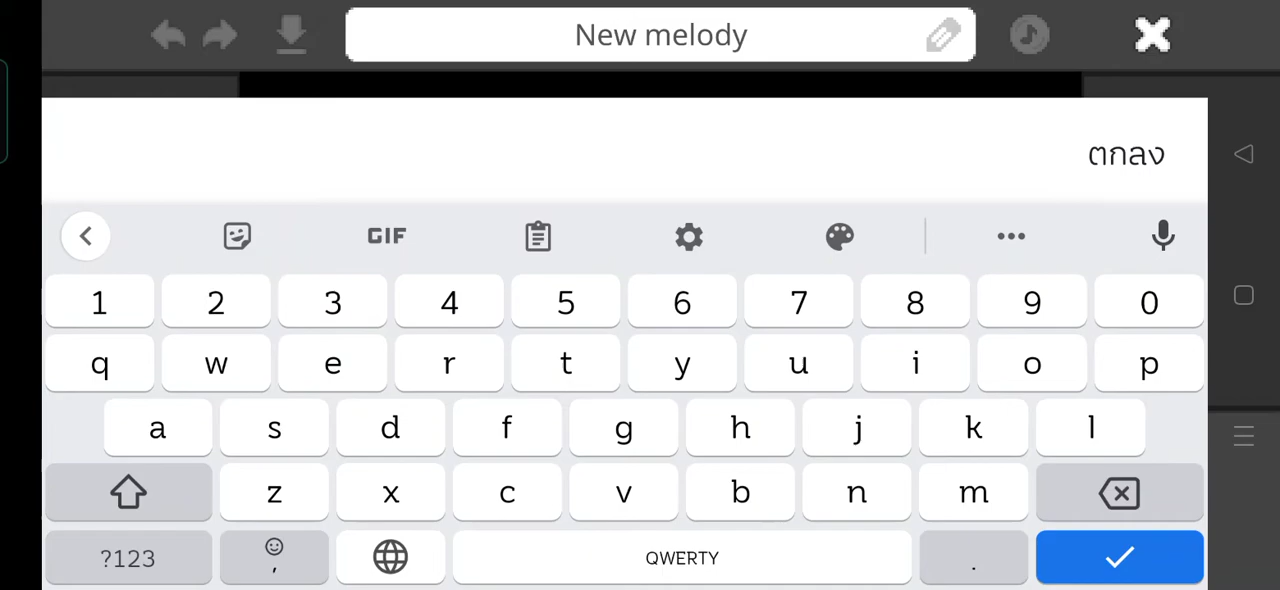 New melody
ตกลง
GIF
1 2 3 4 5 6 7 8 9 0
q w e r t y u i o p
a s d f g h j k l
z x c v b n m
?123 , QWERTY .